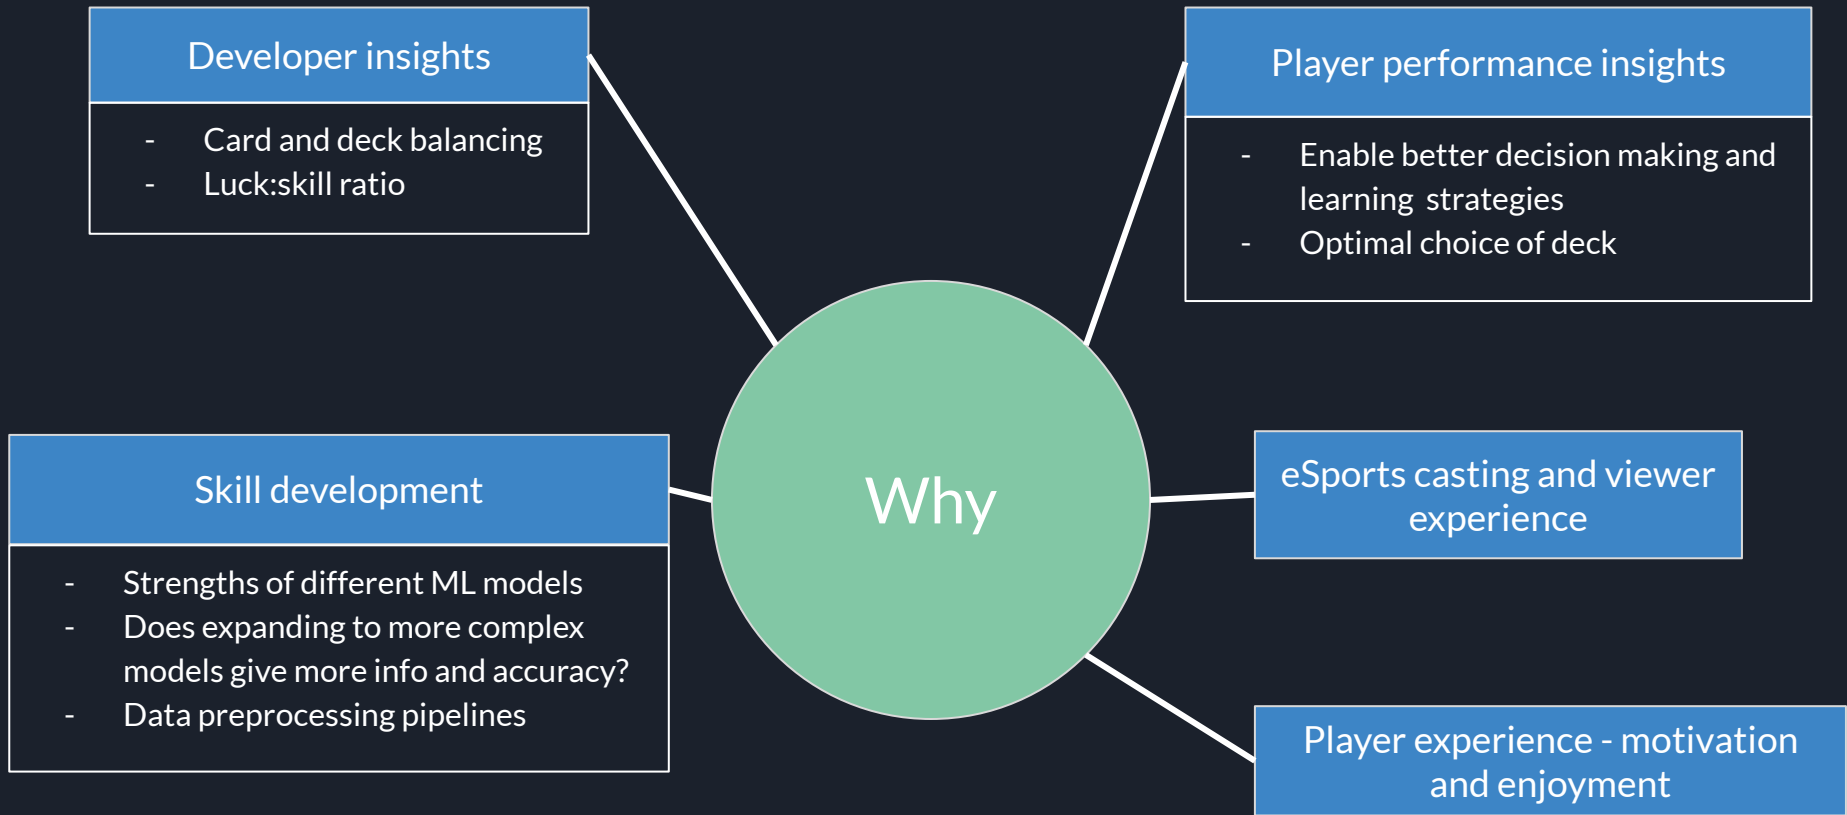 Developer insights
- Card and deck balancing
- Luck:skill ratio
Player performance insights
- Enable better decision making and
learning  strategies
- Optimal choice of deck
Why
Skill development
- Strengths of different ML models
- Does expanding to more complex
models give more info and accuracy?
- Data preprocessing pipelines
eSports casting and viewer
experience
Player experience - motivation
and enjoyment